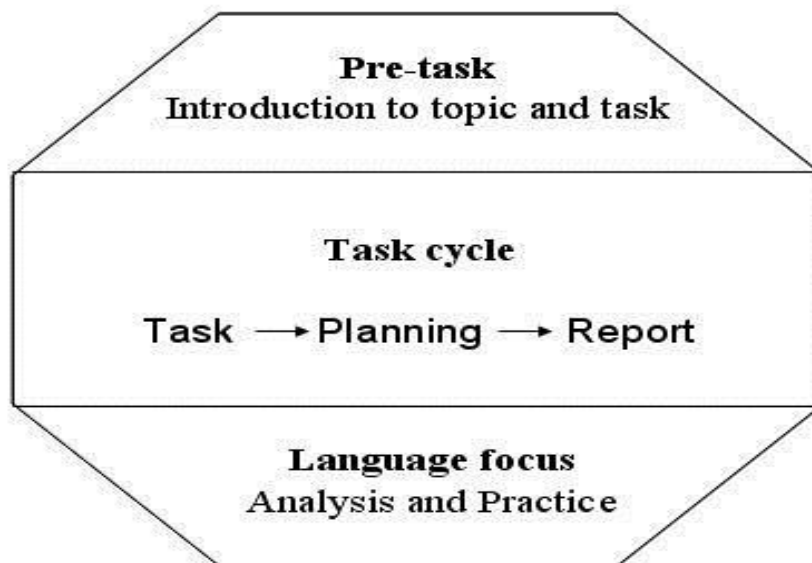 Pre-task
Introduction to topic and task
Task cycle
Task → Planning → Report
Language focus
Analysis and Practice